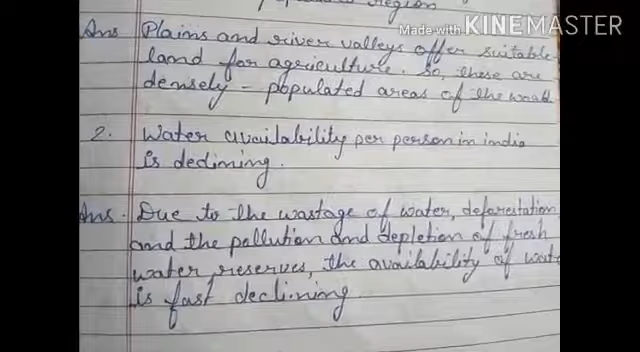 region
Made with KINEMASTER
Ans Plains and river valleys offer suitable
land for agriculture. So, these are
densely - populated areas of the world
2. Water availability per person in india
is declining.
Ans. Due to the wastage of water, deforestation
and the pollution and depletion of fresh
water reserves, the availability of wate
is fast declining.